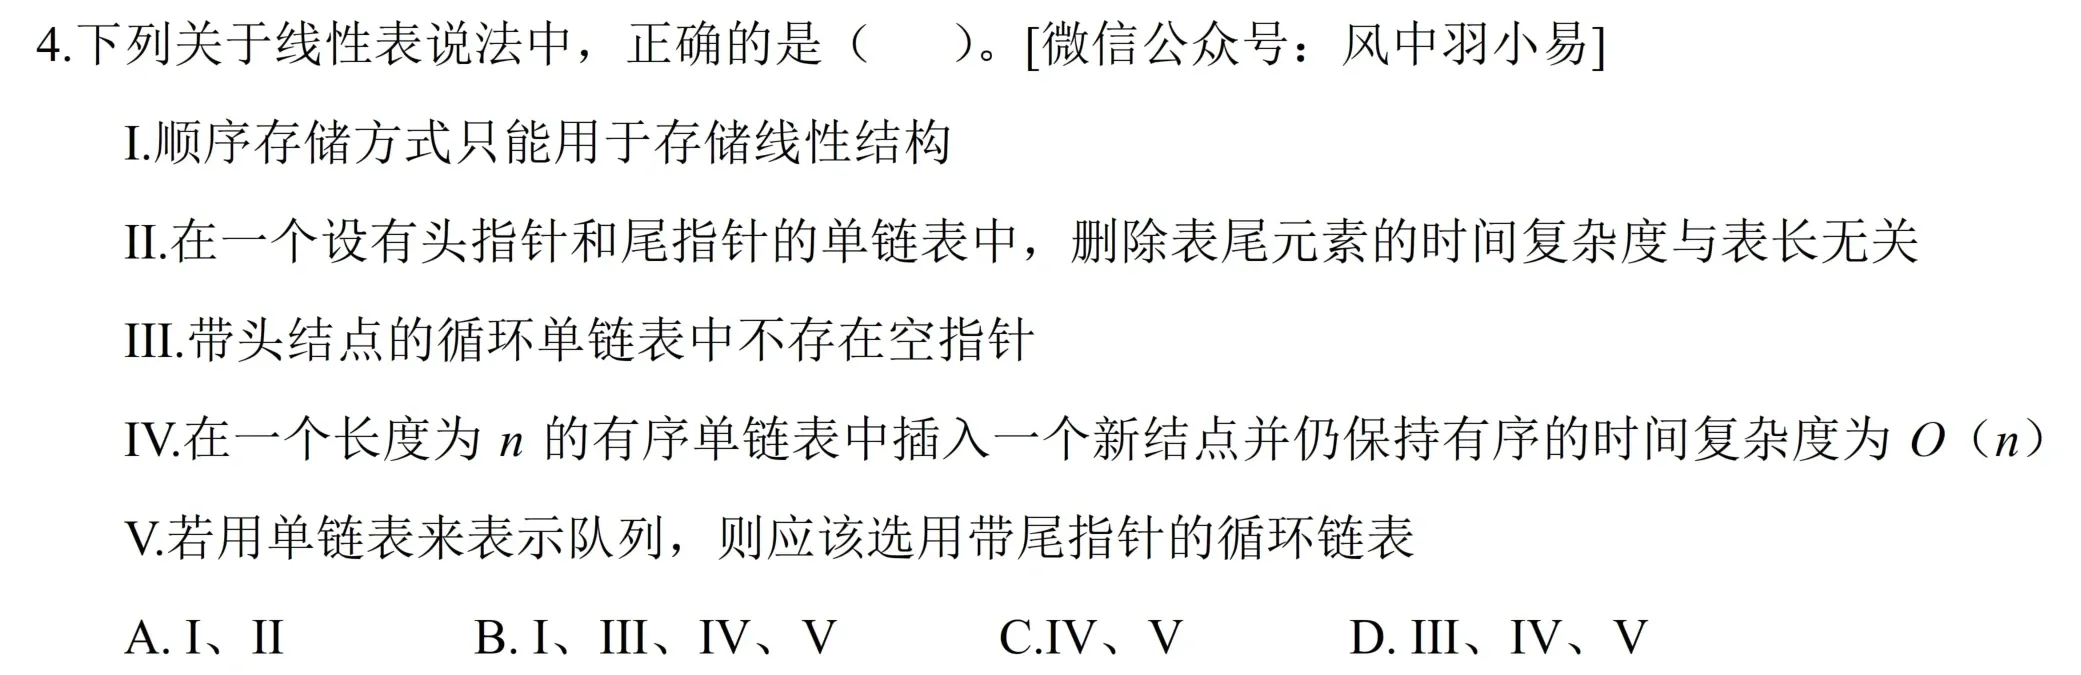 4.下列关于线性表说法中，正确的是（　　）。[微信公众号：风中羽小易]
I.顺序存储方式只能用于存储线性结构
II.在一个设有头指针和尾指针的单链表中，删除表尾元素的时间复杂度与表长无关
III.带头结点的循环单链表中不存在空指针
IV.在一个长度为 n 的有序单链表中插入一个新结点并仍保持有序的时间复杂度为 O（n）
V.若用单链表来表示队列，则应该选用带尾指针的循环链表
A. I、II　　B. I、III、IV、V　　C.IV、V　　D. III、IV、V